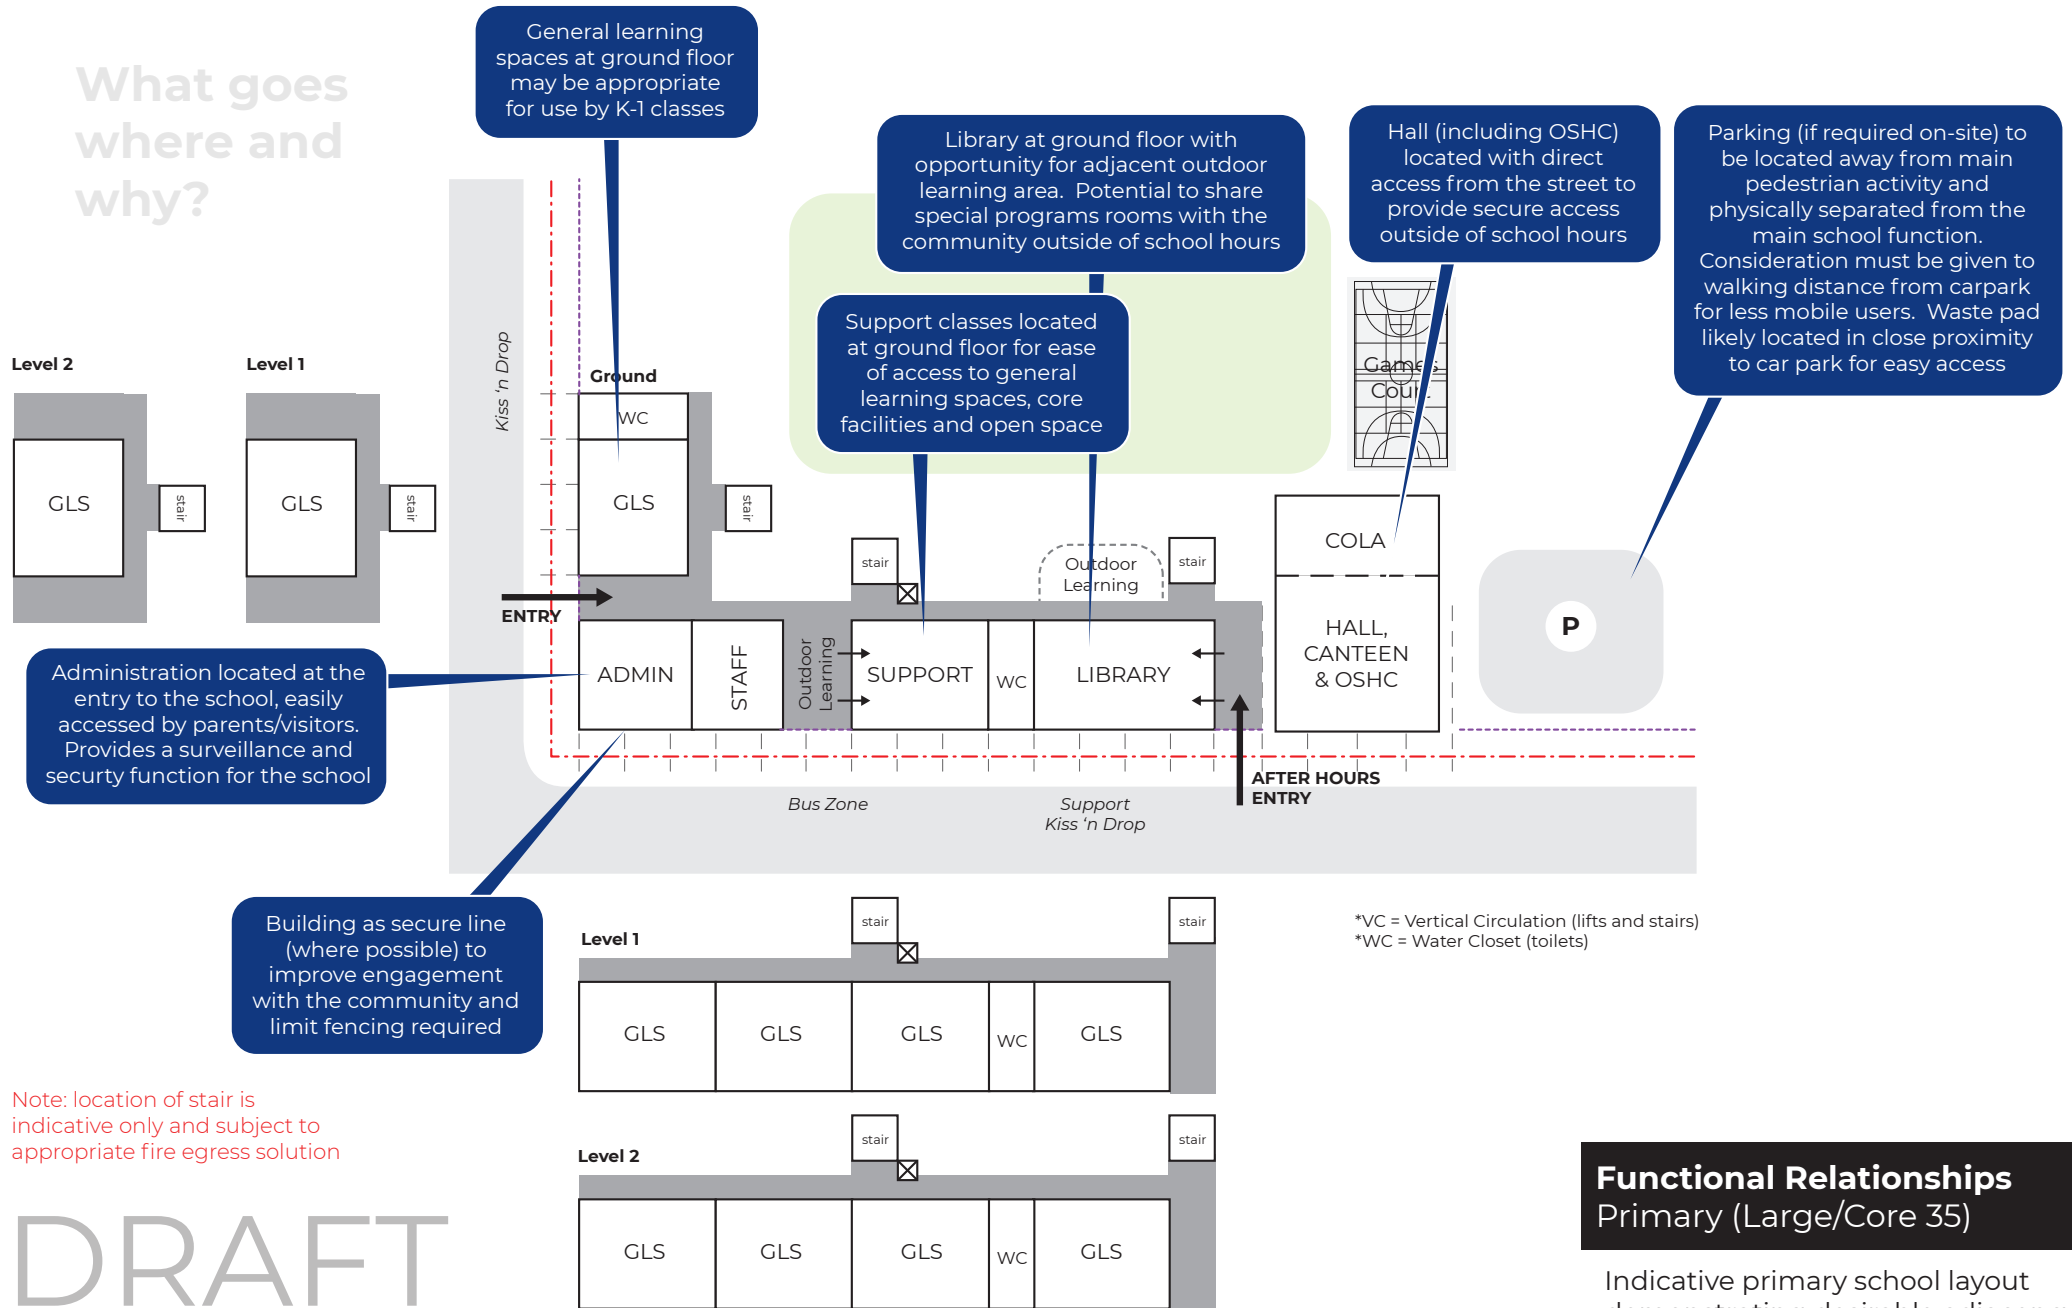 What goes
where and
why?
General learning
spaces at ground floor
may be appropriate
for use by K-1 classes
Library at ground floor with
opportunity for adjacent outdoor
learning area. Potential to share
special programs rooms with the
community outside of school hours
Hall (including OSHC)
located with direct
access from the street to
provide secure access
outside of school hours
Parking (if required on-site) to
be located away from main
pedestrian activity and
physically separated from the
main school function.
Consideration must be given to
walking distance from carpark
for less mobile users. Waste pad
likely located in close proximity
to car park for easy access
Support classes located
at ground floor for ease
of access to general
learning spaces, core
facilities and open space
Kiss ‘n Drop
Level 2
Level 1
Ground
Games
Court
WC
GLS
stair
GLS
stair
GLS
stair
stair
Outdoor
Learning
stair
COLA
ENTRY
ADMIN
STAFF
Outdoor
Learning
SUPPORT
WC
LIBRARY
HALL,
CANTEEN
& OSHC
P
Administration located at the
entry to the school, easily
accessed by parents/visitors.
Provides a surveillance and
securty function for the school
AFTER HOURS
ENTRY
Bus Zone
Support
Kiss ‘n Drop
Building as secure line
(where possible) to
improve engagement
with the community and
limit fencing required
*VC = Vertical Circulation (lifts and stairs)
*WC = Water Closet (toilets)
Level 1
stair
stair
GLS
GLS
GLS
WC
GLS
Note: location of stair is
indicative only and subject to
appropriate fire egress solution
Level 2
stair
stair
GLS
GLS
GLS
WC
GLS
DRAFT
Functional Relationships
Primary (Large/Core 35)
Indicative primary school layout